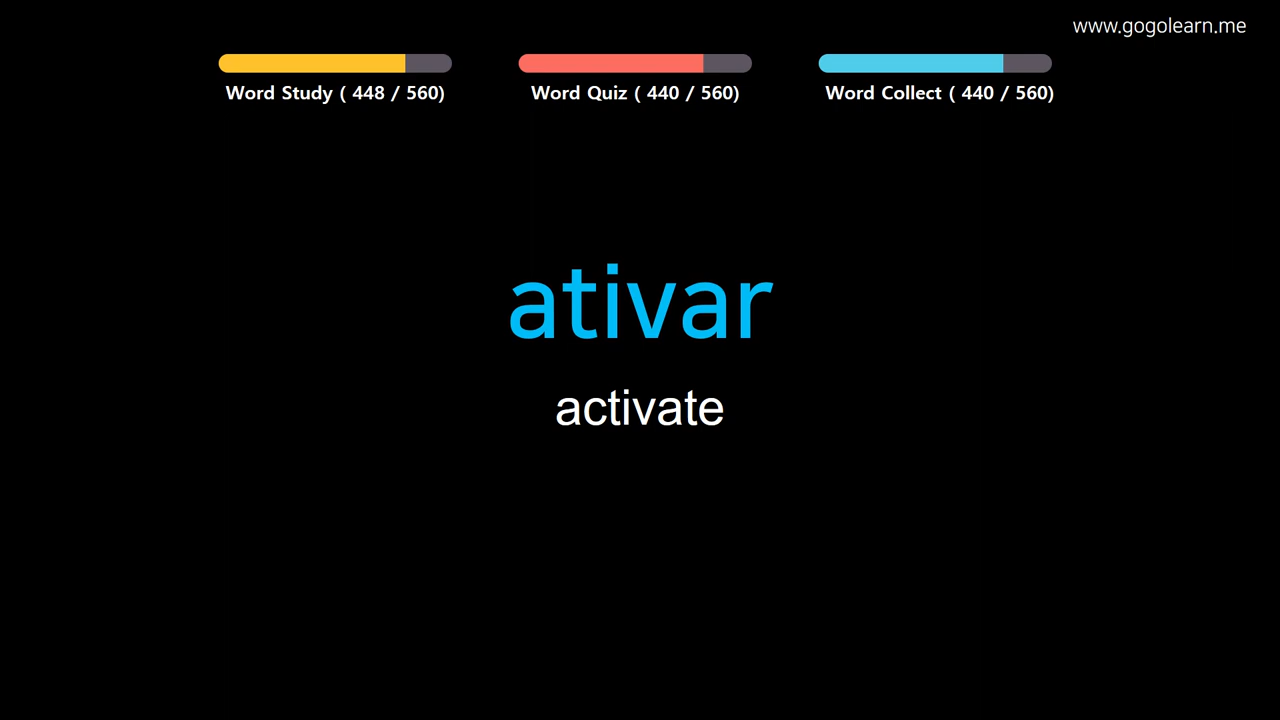 www.gogolearn.me
Word Study ( 448 / 560)
Word Quiz ( 440 / 560)
Word Collect ( 440 / 560)
ativar
activate